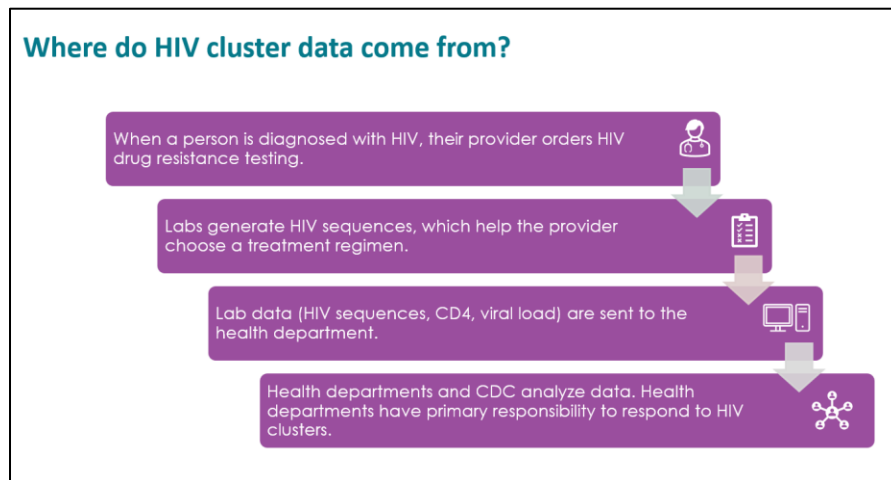 Where do HIV cluster data come from?
When a person is diagnosed with HIV, their provider orders HIV
drug resistance testing.
Labs generate HIV sequences, which help the provider
choose a treatment regimen.
Lab data (HIV sequences, CD4, viral load) are sent to the
health department.
Health departments and CDC analyze data. Health
departments have primary responsibility to respond to HIV
clusters.